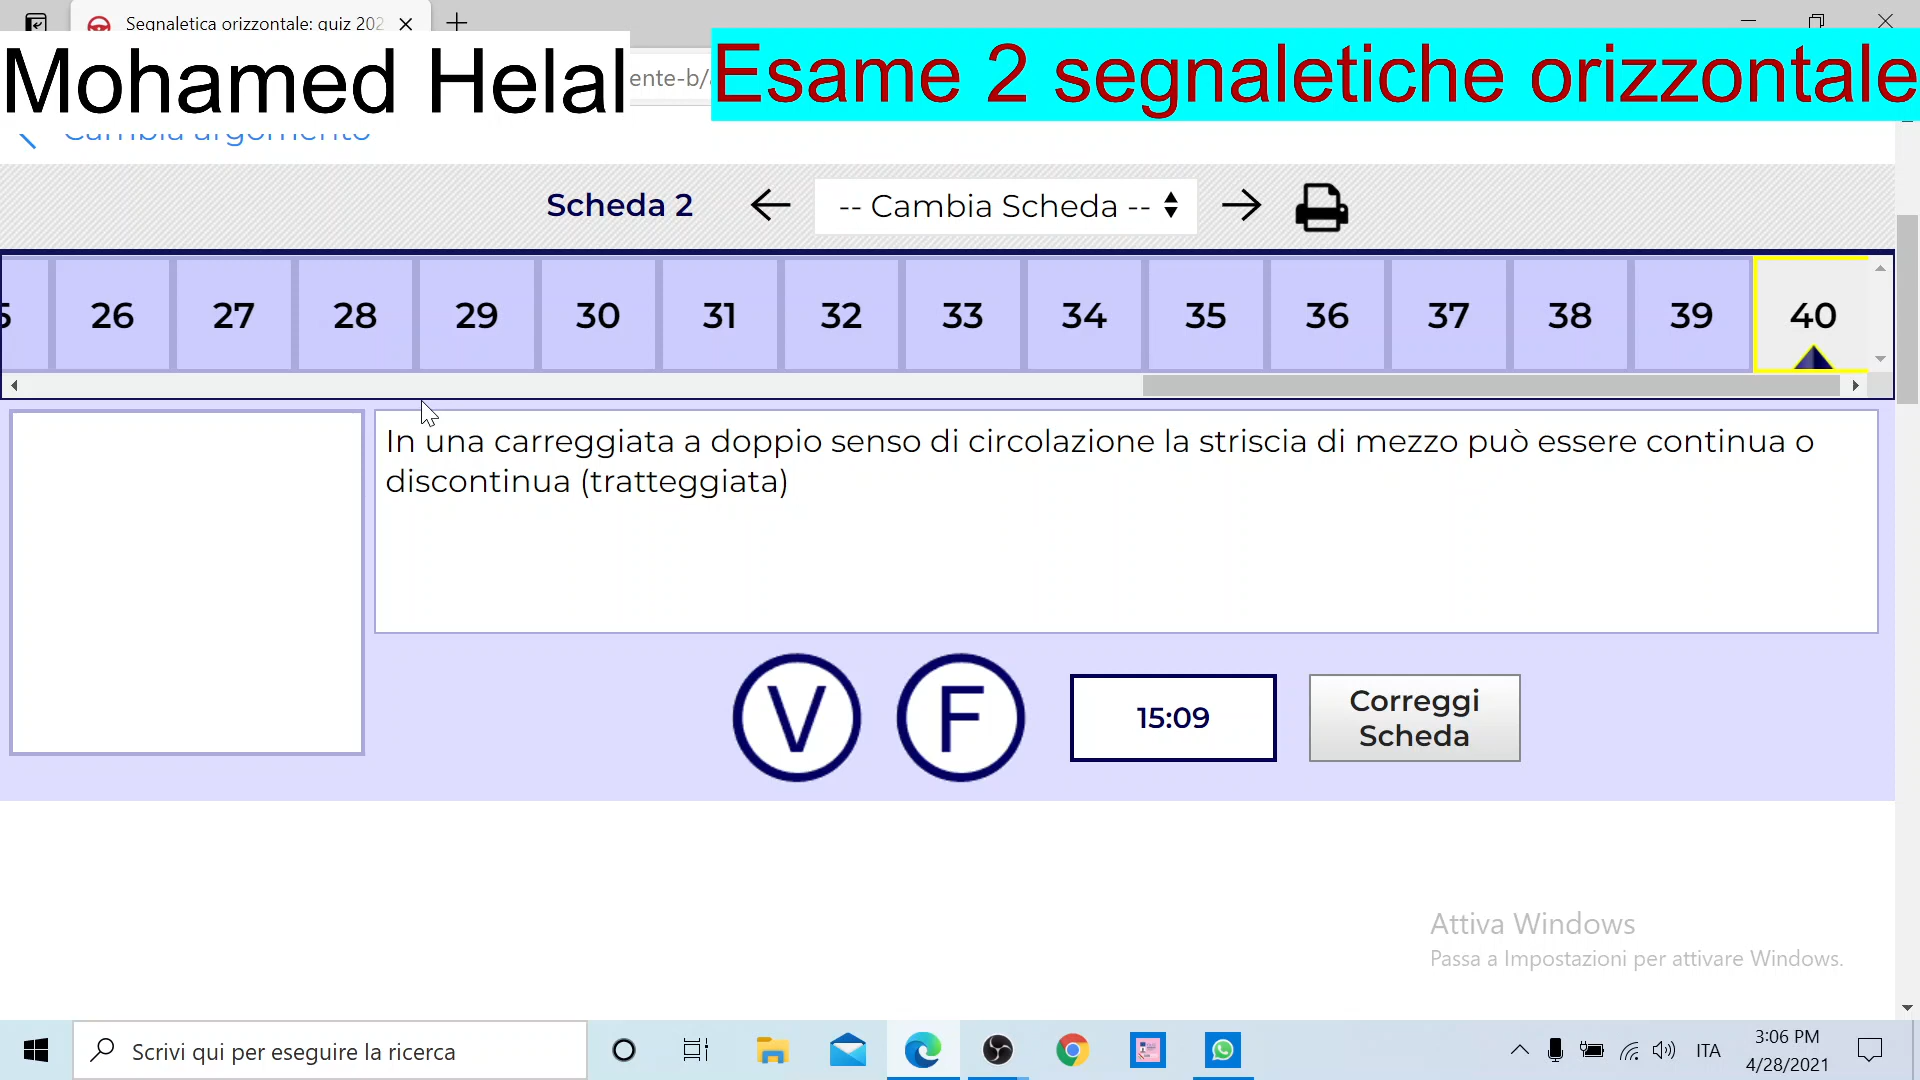 Segnaletica orizzontale: quiz 202
Mohamed Helal
ente-b/
Esame 2 segnaletiche orizzontale
Cambia argomento
Scheda 2
-- Cambia Scheda --
5 26 27 28 29 30 31 32 33 34 35 36 37 38 39 40
In una carreggiata a doppio senso di circolazione la striscia di mezzo può essere continua o
discontinua (tratteggiata)
V F
15:09
Correggi
Scheda
Attiva Windows
Passa a Impostazioni per attivare Windows.
Scrivi qui per eseguire la ricerca
ITA
3:06 PM
4/28/2021